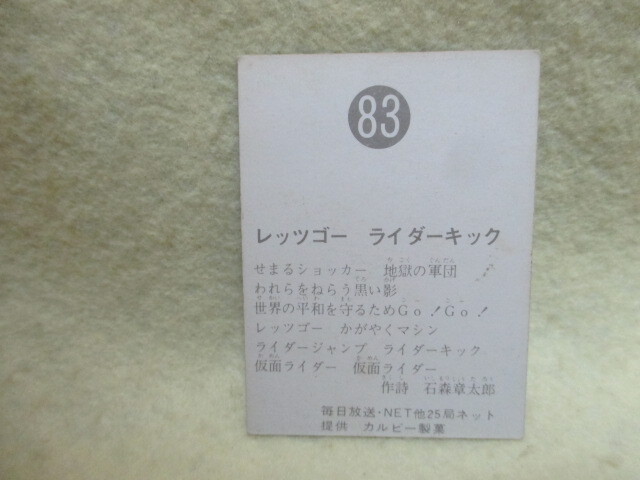 83
レッツゴー　ライダーキック
せまるショッカー　地獄の軍団
われらをねらう黒い影
世界の平和を守るためGo！Go！
レッツゴー　かがやくマシン
ライダージャンプ　ライダーキック
仮面ライダー　仮面ライダー
作詩　石森章太郎
毎日放送・NET他25局ネット
提供　カルビー製菓